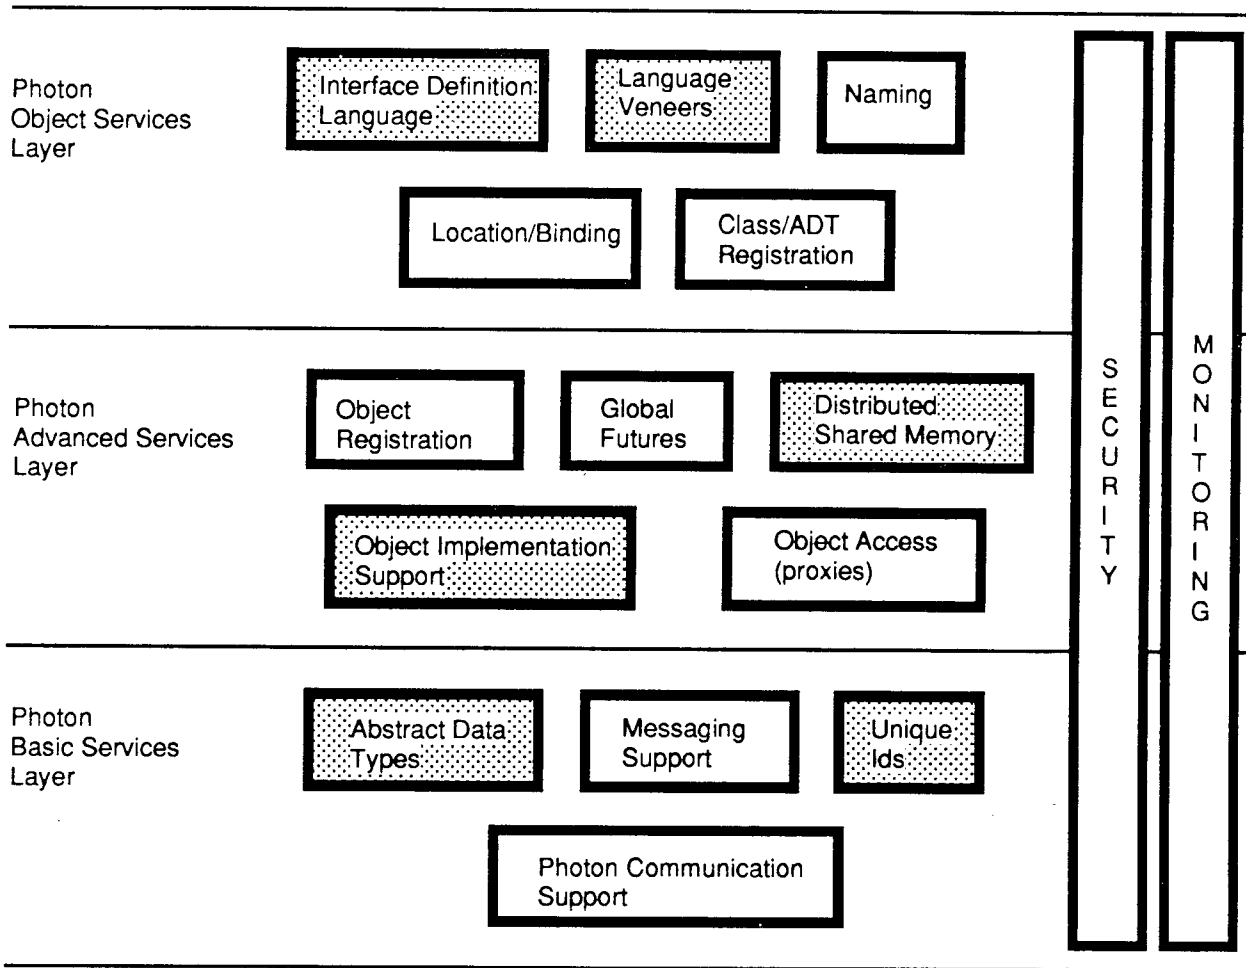 Photon
Object Services
Layer
Interface Definition
Language
Language
Veneers
Naming
Location/Binding
Class/ADT
Registration
Photon
Advanced Services
Layer
Object
Registration
Global
Futures
Distributed
Shared Memory
Object Implementation
Support
Object Access
(proxies)
Photon
Basic Services
Layer
Abstract Data
Types
Messaging
Support
Unique
Ids
Photon Communication
Support
SECURITY
MONITORING